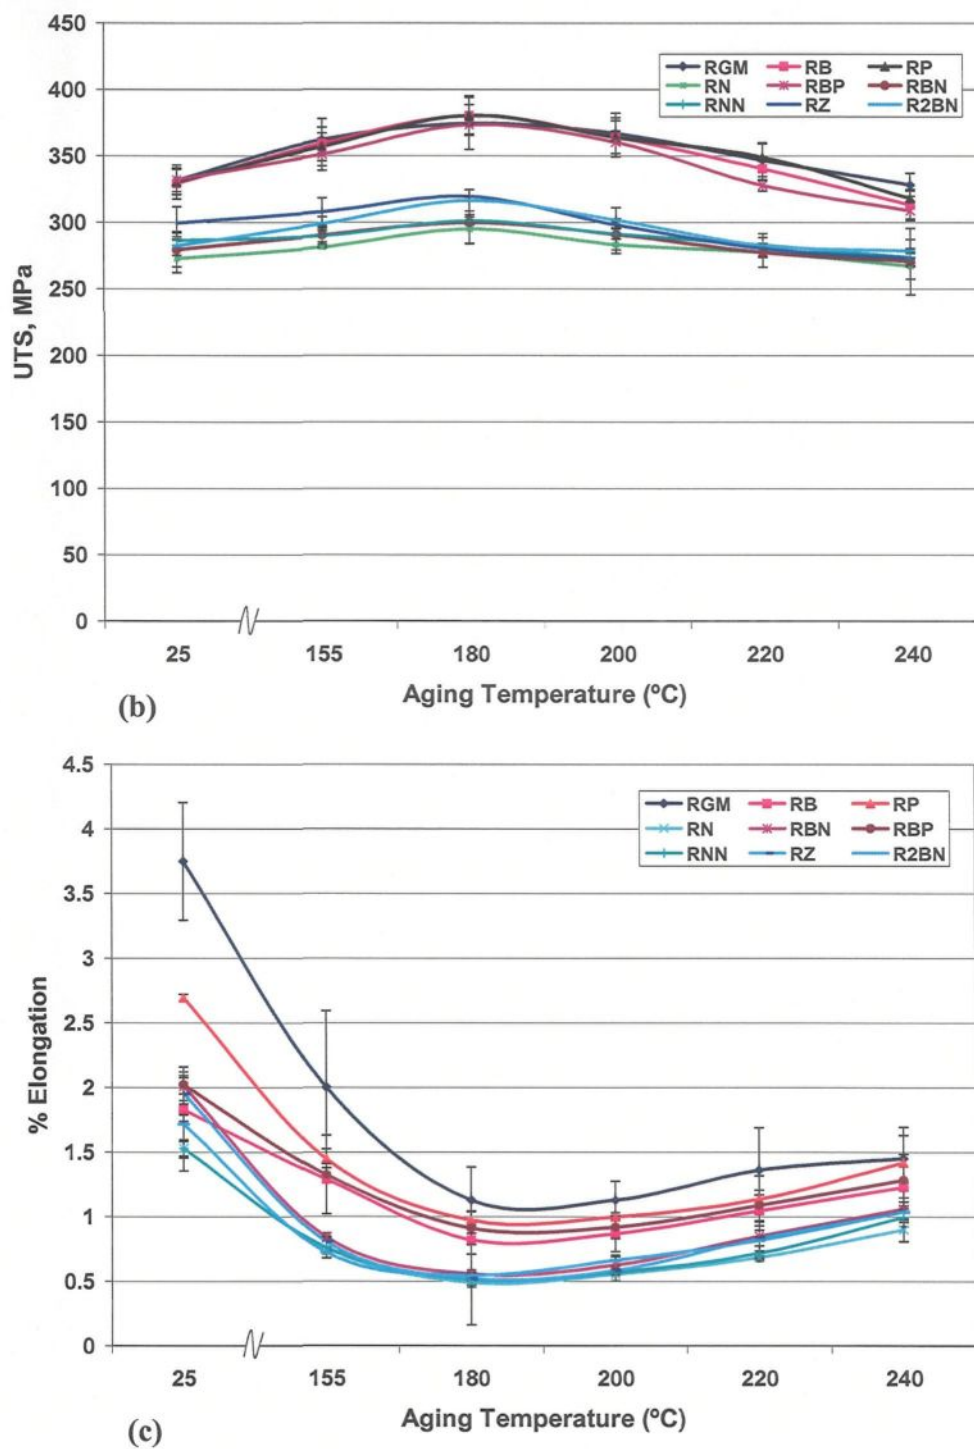 450
400
350
300
250
200
150
100
50
0
UTS, MPa
RGM RB RP
RN RBP RBN
RNN RZ R2BN
25 155 180 200 220 240
Aging Temperature (ºC)
(b)
4.5
4
3.5
3
2.5
2
1.5
1
0.5
0
% Elongation
RGM RB RP
RN RBN RBP
RNN RZ R2BN
25 155 180 200 220 240
Aging Temperature (ºC)
(c)